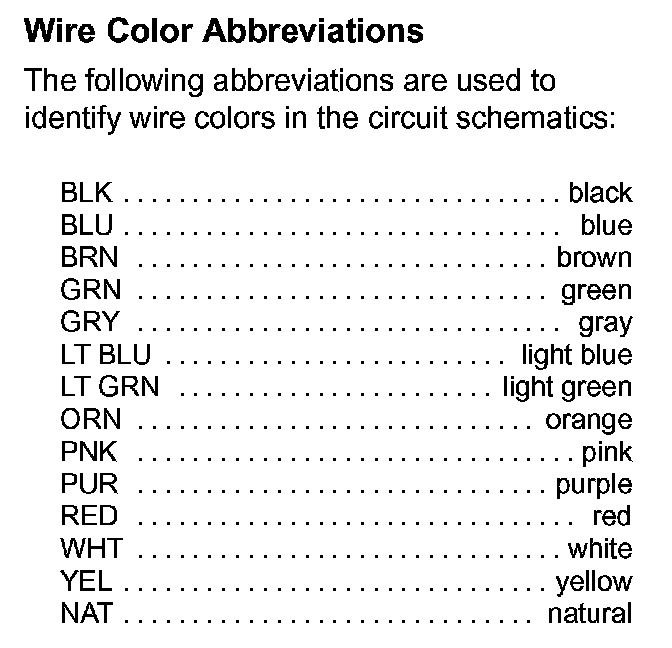 Wire Color Abbreviations
The following abbreviations are used to
identify wire colors in the circuit schematics:
BLK . . . . . . . . . . . . . . . . . . . . . . . . . . . . . . . . black
BLU . . . . . . . . . . . . . . . . . . . . . . . . . . . . . . . . blue
BRN . . . . . . . . . . . . . . . . . . . . . . . . . . . . . . brown
GRN . . . . . . . . . . . . . . . . . . . . . . . . . . . . . . green
GRY . . . . . . . . . . . . . . . . . . . . . . . . . . . . . . . gray
LT BLU . . . . . . . . . . . . . . . . . . . . . . . . . light blue
LT GRN . . . . . . . . . . . . . . . . . . . . . . . light green
ORN . . . . . . . . . . . . . . . . . . . . . . . . . . . . . orange
PNK . . . . . . . . . . . . . . . . . . . . . . . . . . . . . . . . pink
PUR . . . . . . . . . . . . . . . . . . . . . . . . . . . . . . purple
RED . . . . . . . . . . . . . . . . . . . . . . . . . . . . . . . . red
WHT . . . . . . . . . . . . . . . . . . . . . . . . . . . . . . . white
YEL . . . . . . . . . . . . . . . . . . . . . . . . . . . . . . . yellow
NAT . . . . . . . . . . . . . . . . . . . . . . . . . . . . . . natural